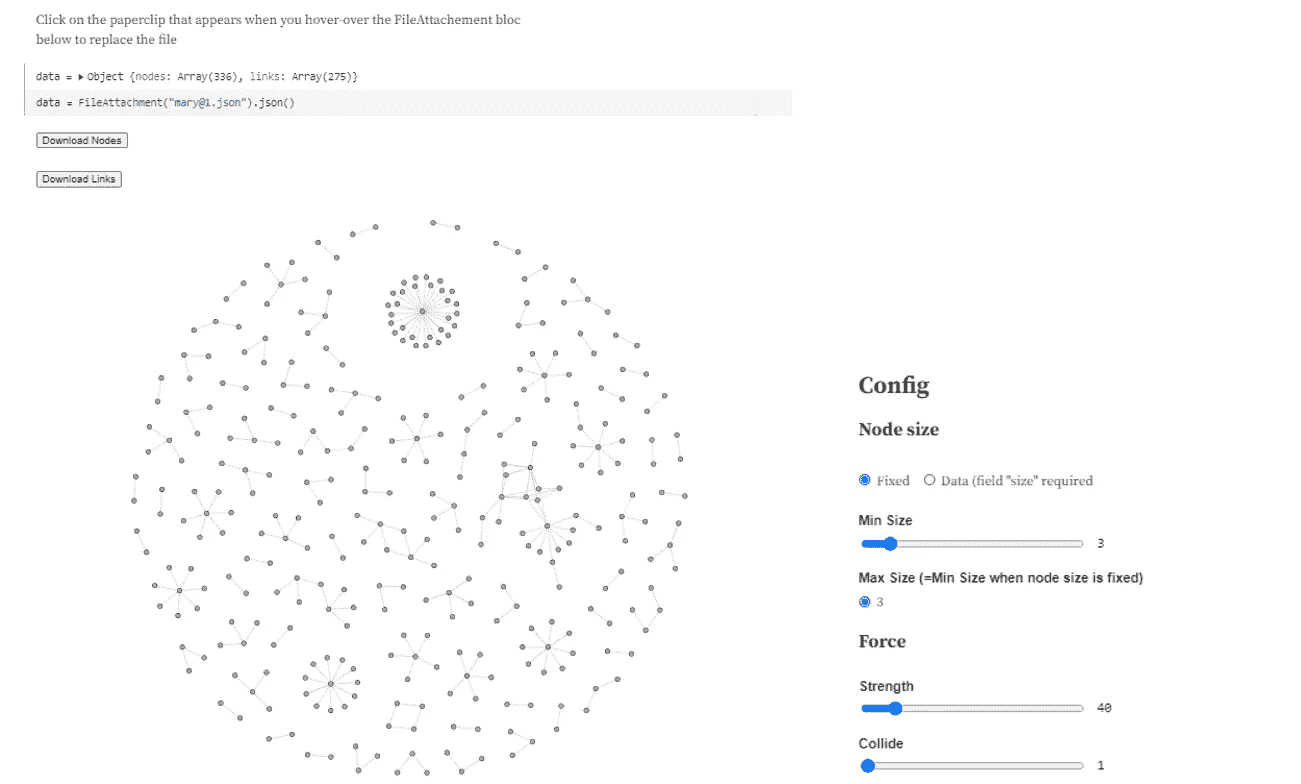 Click on the paperclip that appears when you hover-over the FileAttachement bloc
below to replace the file
data = ▸ Object {nodes: Array(336), links: Array(275)}
data = FileAttachment("mary@1.json").json()
Download Nodes
Download Links
Config
Node size
Fixed Data (field "size" required
Min Size
3
Max Size (=Min Size when node size is fixed)
3
Force
Strength
40
Collide
1